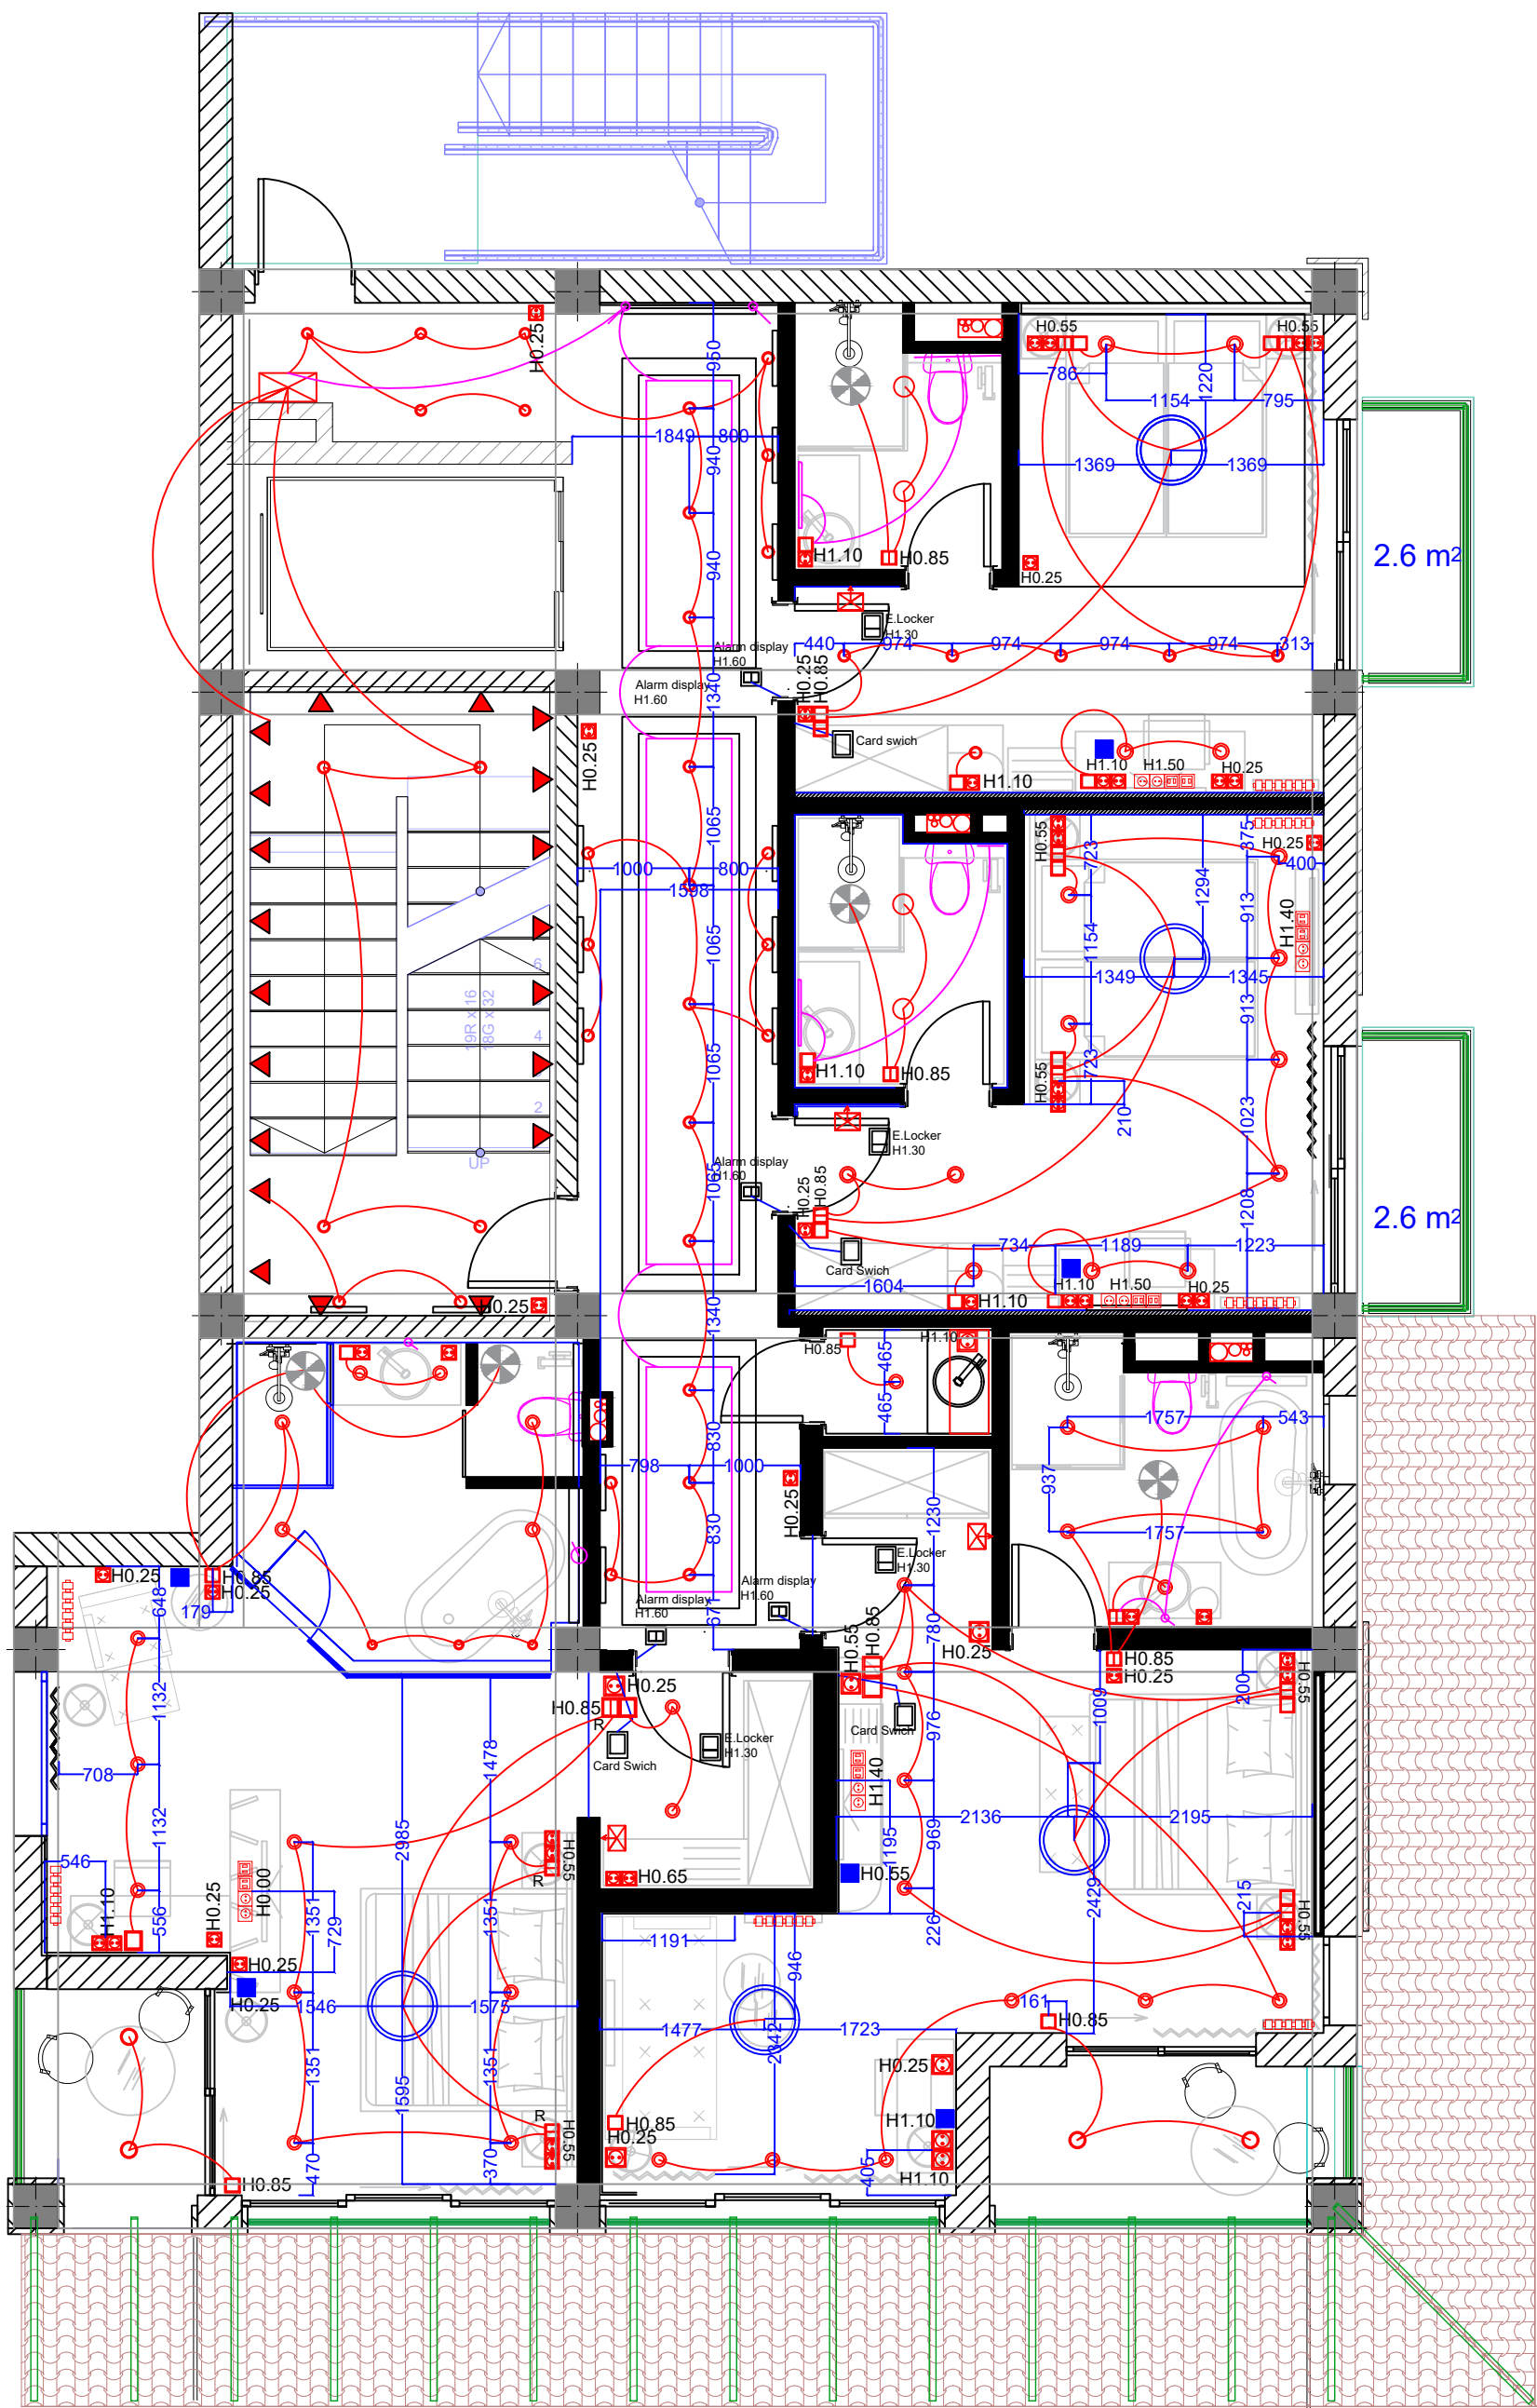 H0.25
950
H0.55
H0.55
786
1220
1154
795
1849
800
940
1369
1369
H1.10
H0.85
H0.25
2.6 m2
940
E.Locker
H1.30
Alarm display
H1.60
440
974
974
974
974
313
Alarm display
H1.60
1340
H0.25
H0.85
H0.25
Card swich
H1.10
H1.50
H0.25
H1.10
1065
H0.55
723
1294
375
H0.25
400
1000
800
1598
913
1154
H1.40
1065
1349
1345
6
19R x 16
18G x 32
4
2
UP
913
1065
H1.10
H0.85
H0.55
723
210
1023
E.Locker
H1.30
Alarm display
H1.60
1065
H0.25
H0.85
1208
2.6 m2
734
1189
1223
Card Swich
1604
H1.10
H1.50
H0.25
H1.10
H0.25
1340
H0.85
465
H1.10
465
830
798
1000
H0.25
1757
543
937
1757
1230
830
E.Locker
H1.30
H0.25
H0.85
H0.25
179
648
Alarm display
H1.60
Alarm display
H1.60
671
H0.55
H0.85
780
H0.25
H0.85
H0.25
200
H0.55
1132
H0.25
H0.85
R
1478
E.Locker
H1.30
Card Swich
Card Swich
976
1009
708
H1.40
1132
2985
2136
2195
546
H1.10
556
H0.25
H0.00
1351
729
1351
H0.55
R
H0.65
1195
969
H0.55
2429
215
H0.55
226
1191
946
H0.25
H0.25
1546
1575
161
H0.85
1477
2342
1723
1351
1595
1351
H0.25
R
H0.55
H0.85
H0.25
H1.10
H0.85
470
370
405
H1.10